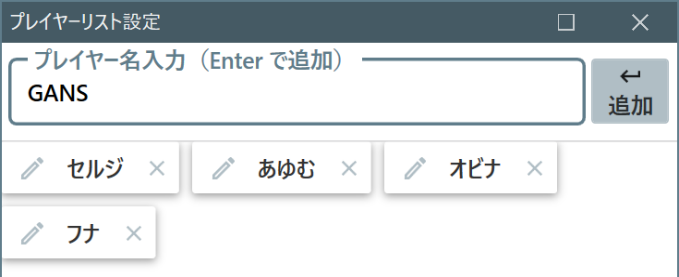 プレイヤーリスト設定
プレイヤー名入力（Enter で追加）
GANS
追加
セルジ
あゆむ
オビナ
フナ